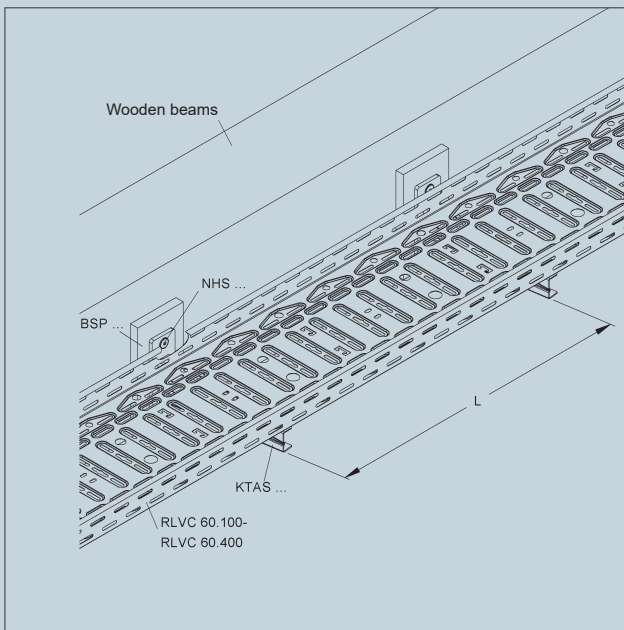 Wooden beams
NHS ...
BSP ...
L
KTAS ...
RLVC 60.100-
RLVC 60.400